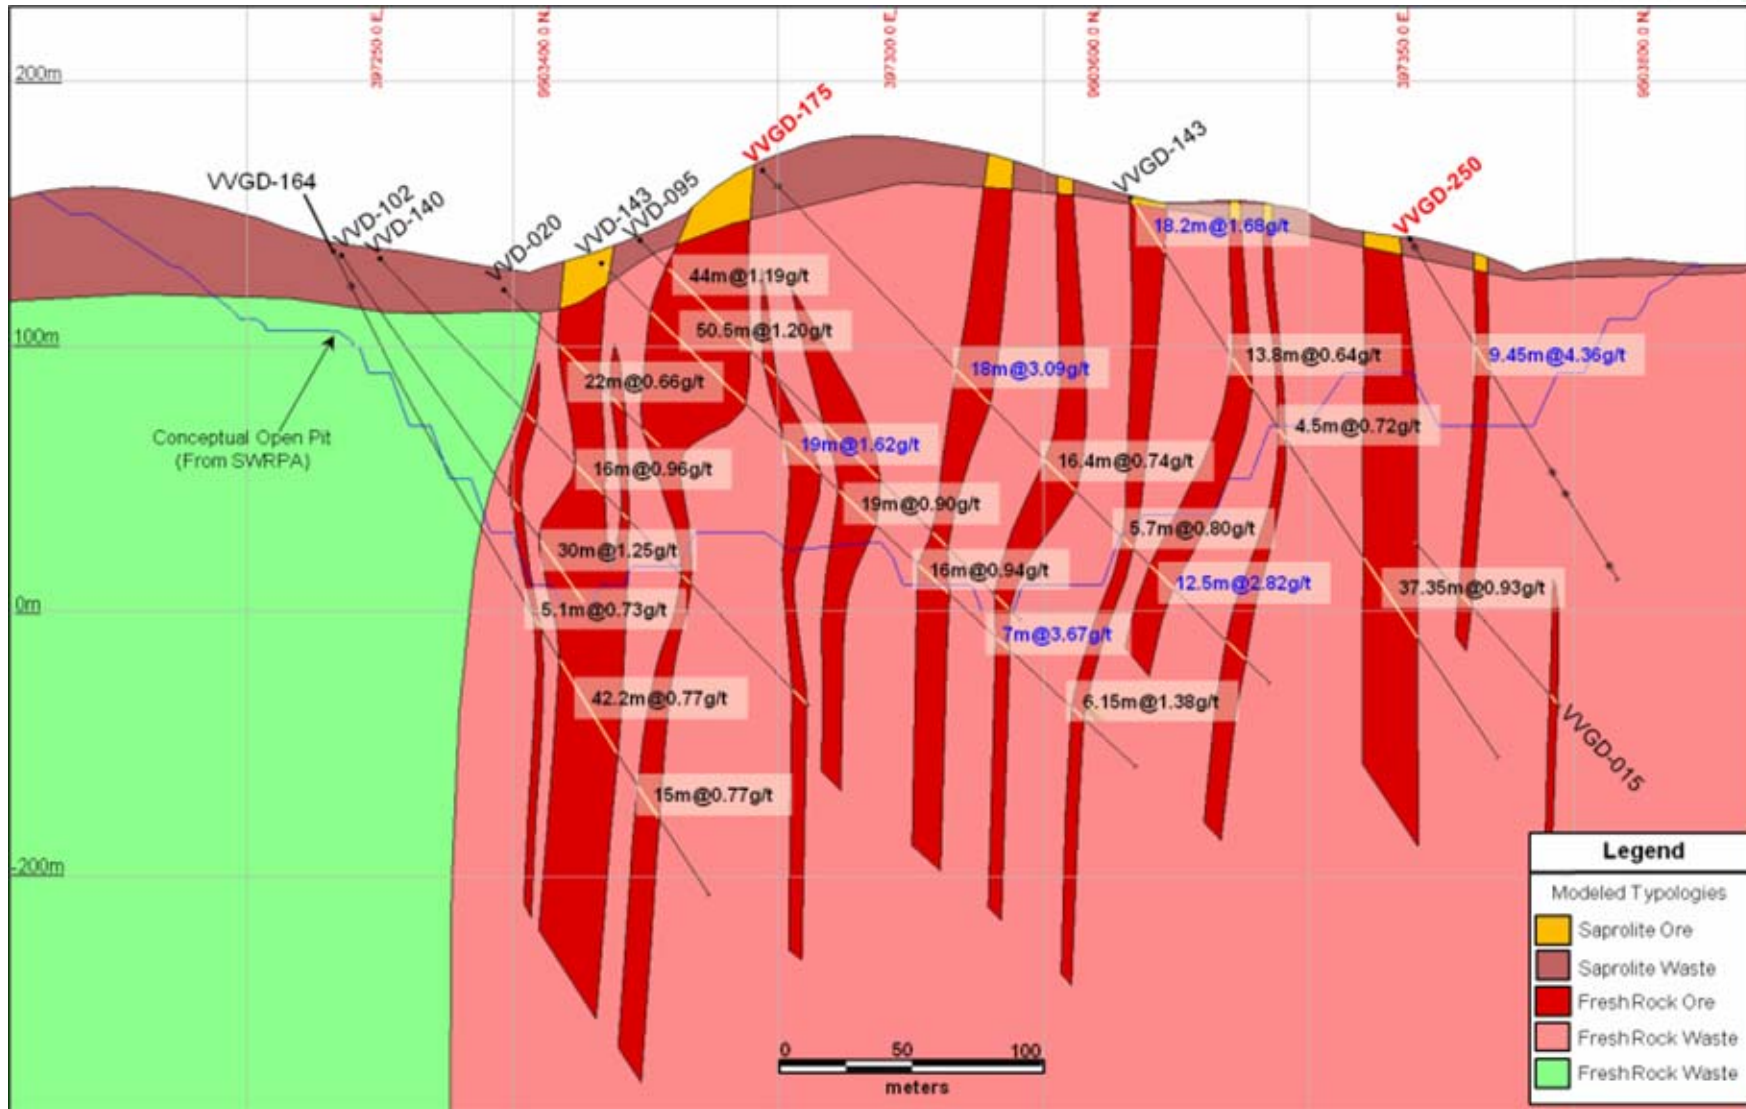 397250.0 E
9603400.0 N
397300.0 E
9603600.0 N
397350.0 E
9603800.0 N
200m
100m
0m
-200m
VVGD-164
VVD-102
VVD-140
VVD-020
VVD-143
VVD-095
VVGD-175
VVGD-143
VVGD-250
18.2m@1.68g/t
44m@1.19g/t
50.5m@1.20g/t
22m@0.66g/t
18m@3.09g/t
13.8m@0.64g/t
9.45m@4.36g/t
Conceptual Open Pit
(From SWRPA)
19m@1.62g/t
4.5m@0.72g/t
16m@0.96g/t
16.4m@0.74g/t
19m@0.90g/t
5.7m@0.80g/t
30m@1.25g/t
16m@0.94g/t
12.5m@2.82g/t
37.35m@0.93g/t
5.1m@0.73g/t
7m@3.67g/t
42.2m@0.77g/t
6.15m@1.38g/t
VVGD-015
15m@0.77g/t
Legend
Modeled Typologies
Saprolite Ore
Saprolite Waste
Fresh Rock Ore
Fresh Rock Waste
Fresh Rock Waste
0 50 100
meters